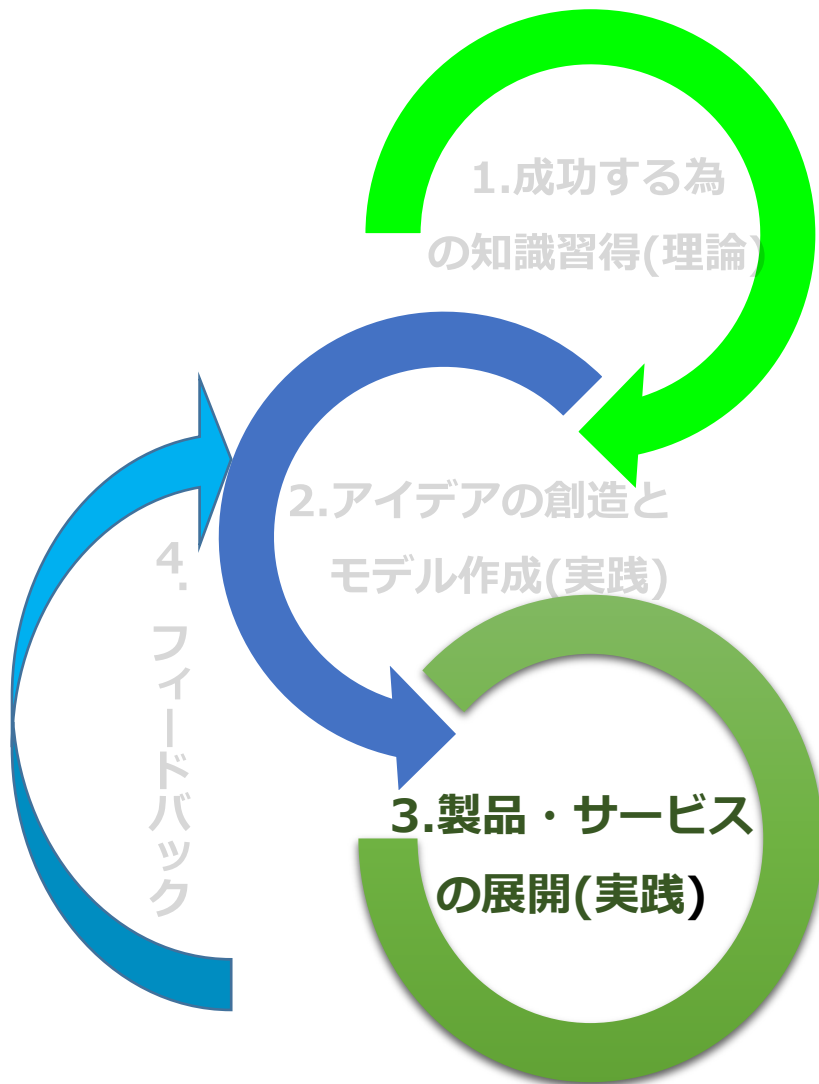 1.成功する為
の知識習得(理論)
2.アイデアの創造と
モデル作成(実践)
3.製品・サービス
の展開(実践)
4．フィードバック